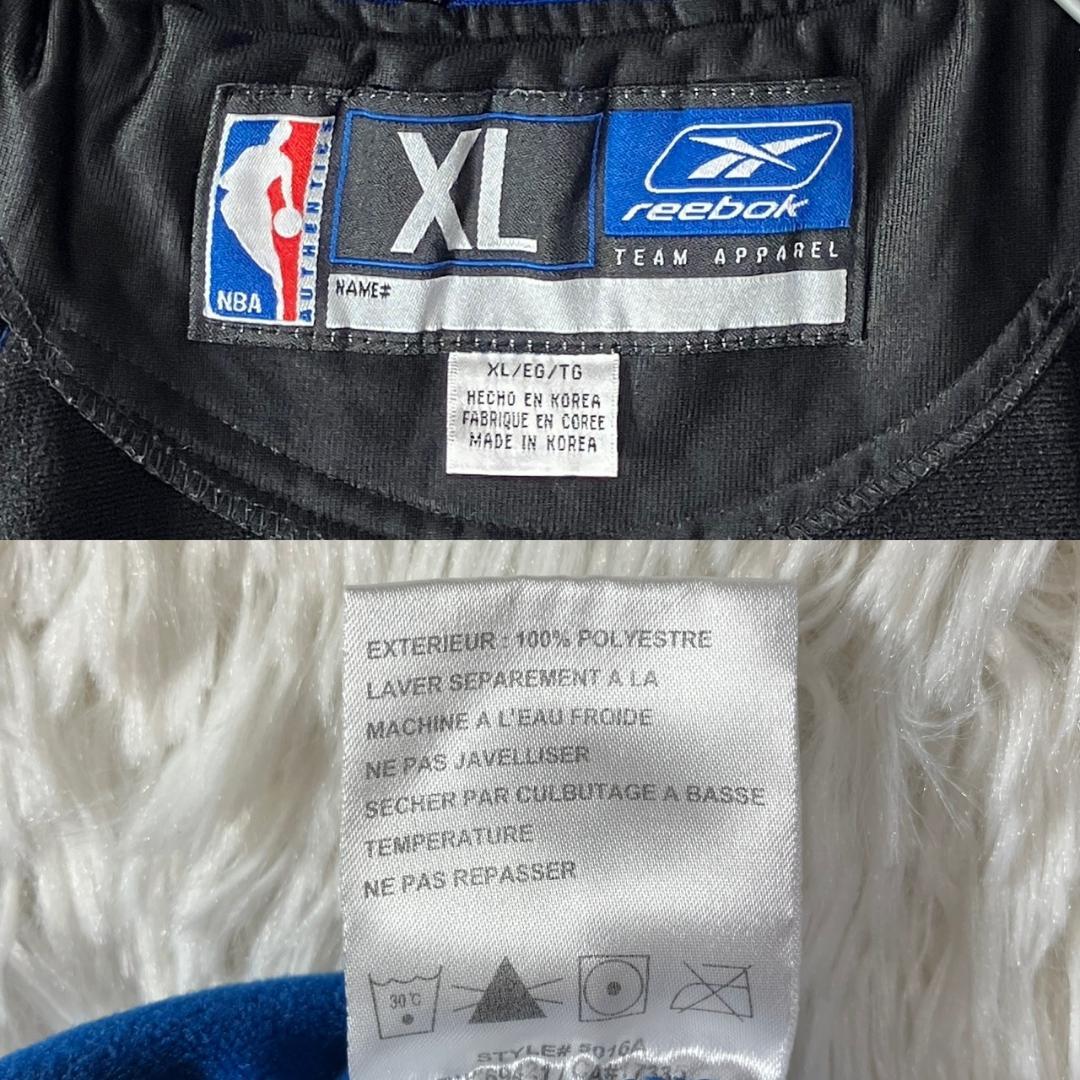 NBA
AUTHENTICS
XL
reebok
TEAM APPAREL
NAME#
XL/EG/TG
HECHO EN KOREA
FABRIQUE EN COREE
MADE IN KOREA
EXTERIEUR : 100% POLYESTRE
LAVER SEPAREMENT A LA
MACHINE A L'EAU FROIDE
NE PAS JAVELLISER
SECHER PAR CULBUTAGE A BASSE
TEMPERATURE
NE PAS REPASSER
30°C
STYLE# 5016A